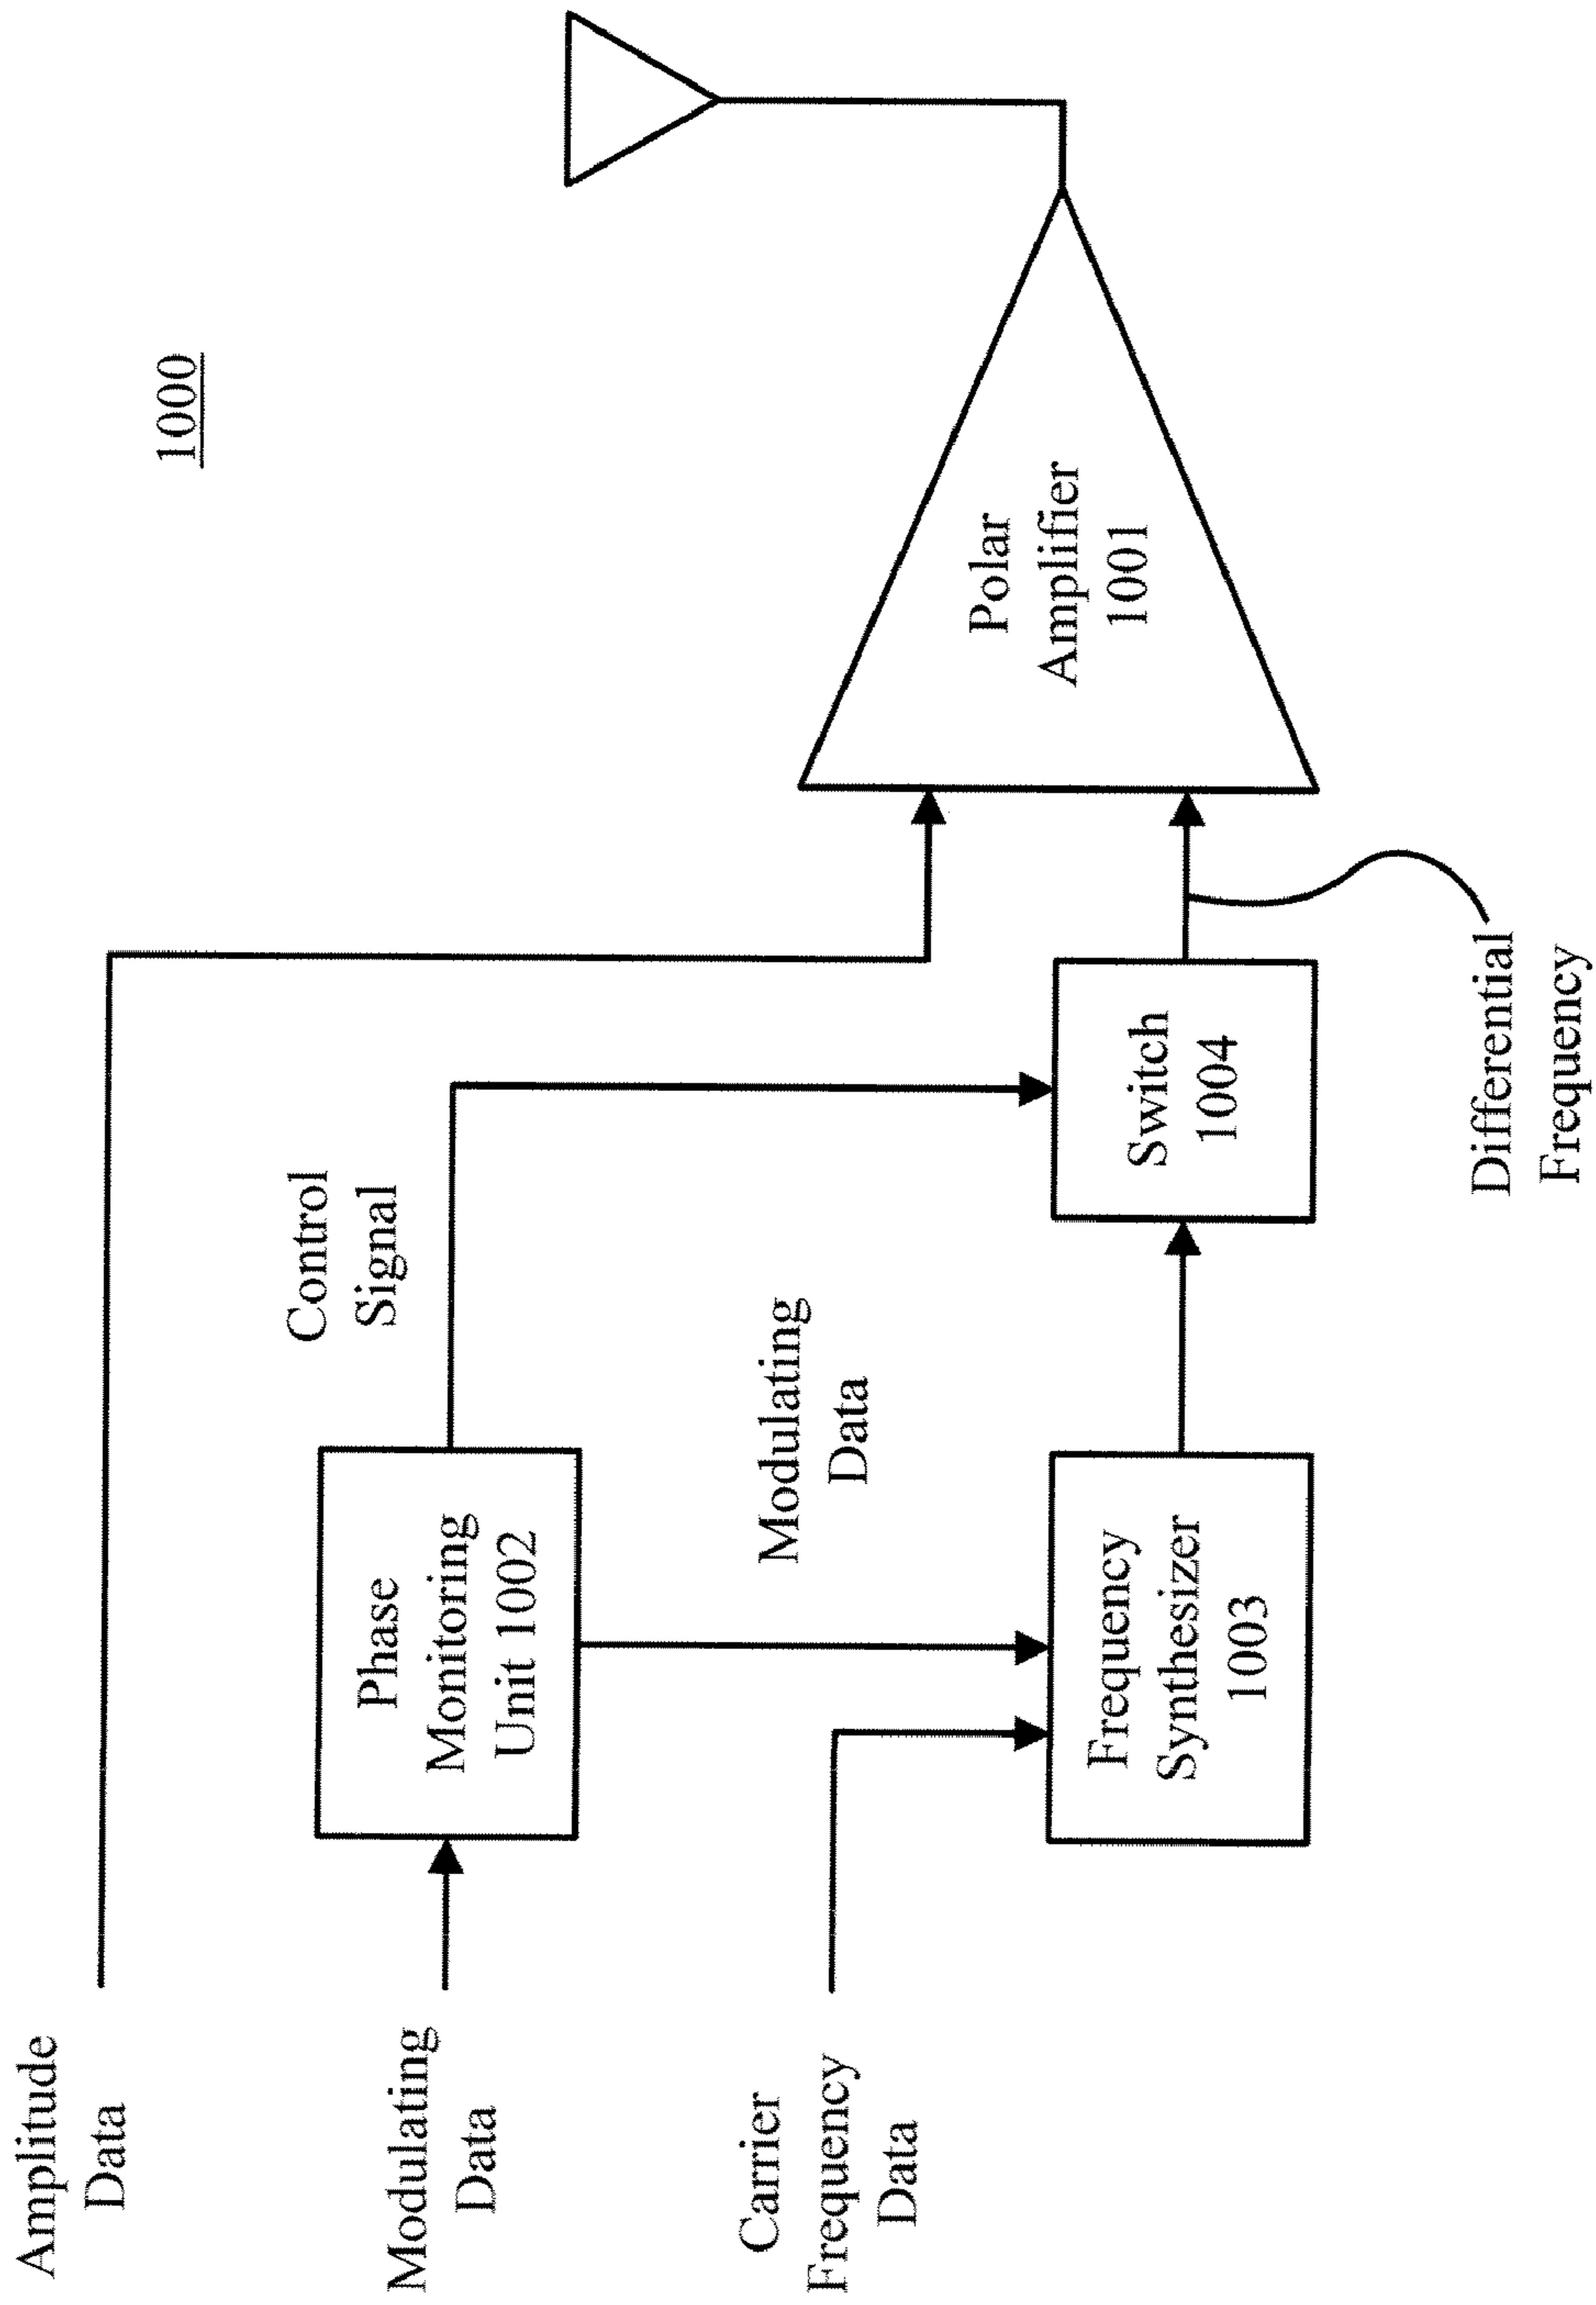 1000
Amplitude
Data
Modulating
Data
Carrier
Frequency
Data
Phase
Monitoring
Unit 1002
Control
Signal
Modulating
Data
Frequency
Synthesizer
1003
Switch
1004
Differential
Frequency
Polar
Amplifier
1001